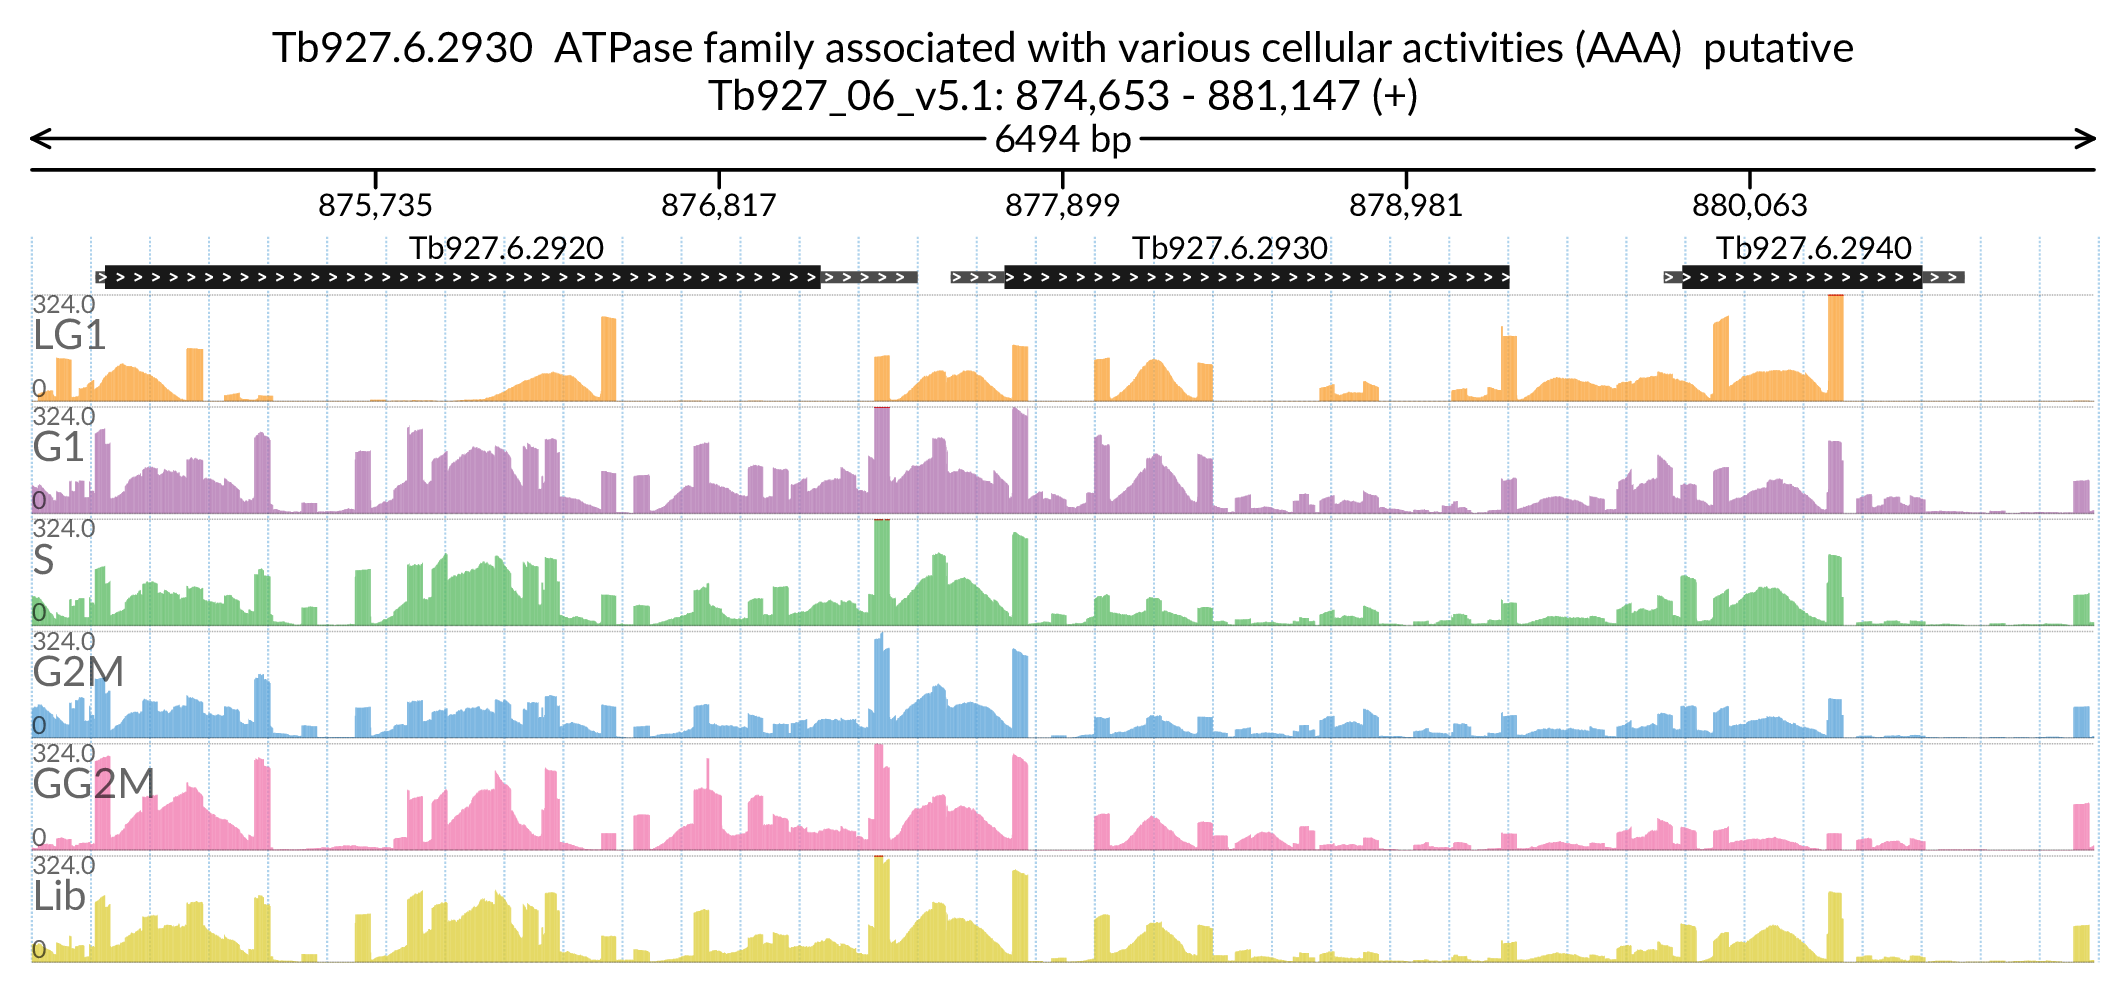 Tb927.6.2930  ATPase family associated with various cellular activities (AAA)  putative
Tb927_06_v5.1: 874,653 - 881,147 (+)
6494 bp
875,735 876,817 877,899 878,981 880,063
Tb927.6.2920 Tb927.6.2930 Tb927.6.2940
324.0
LG1
0
324.0
G1
0
324.0
S
0
324.0
G2M
0
324.0
GG2M
0
324.0
Lib
0